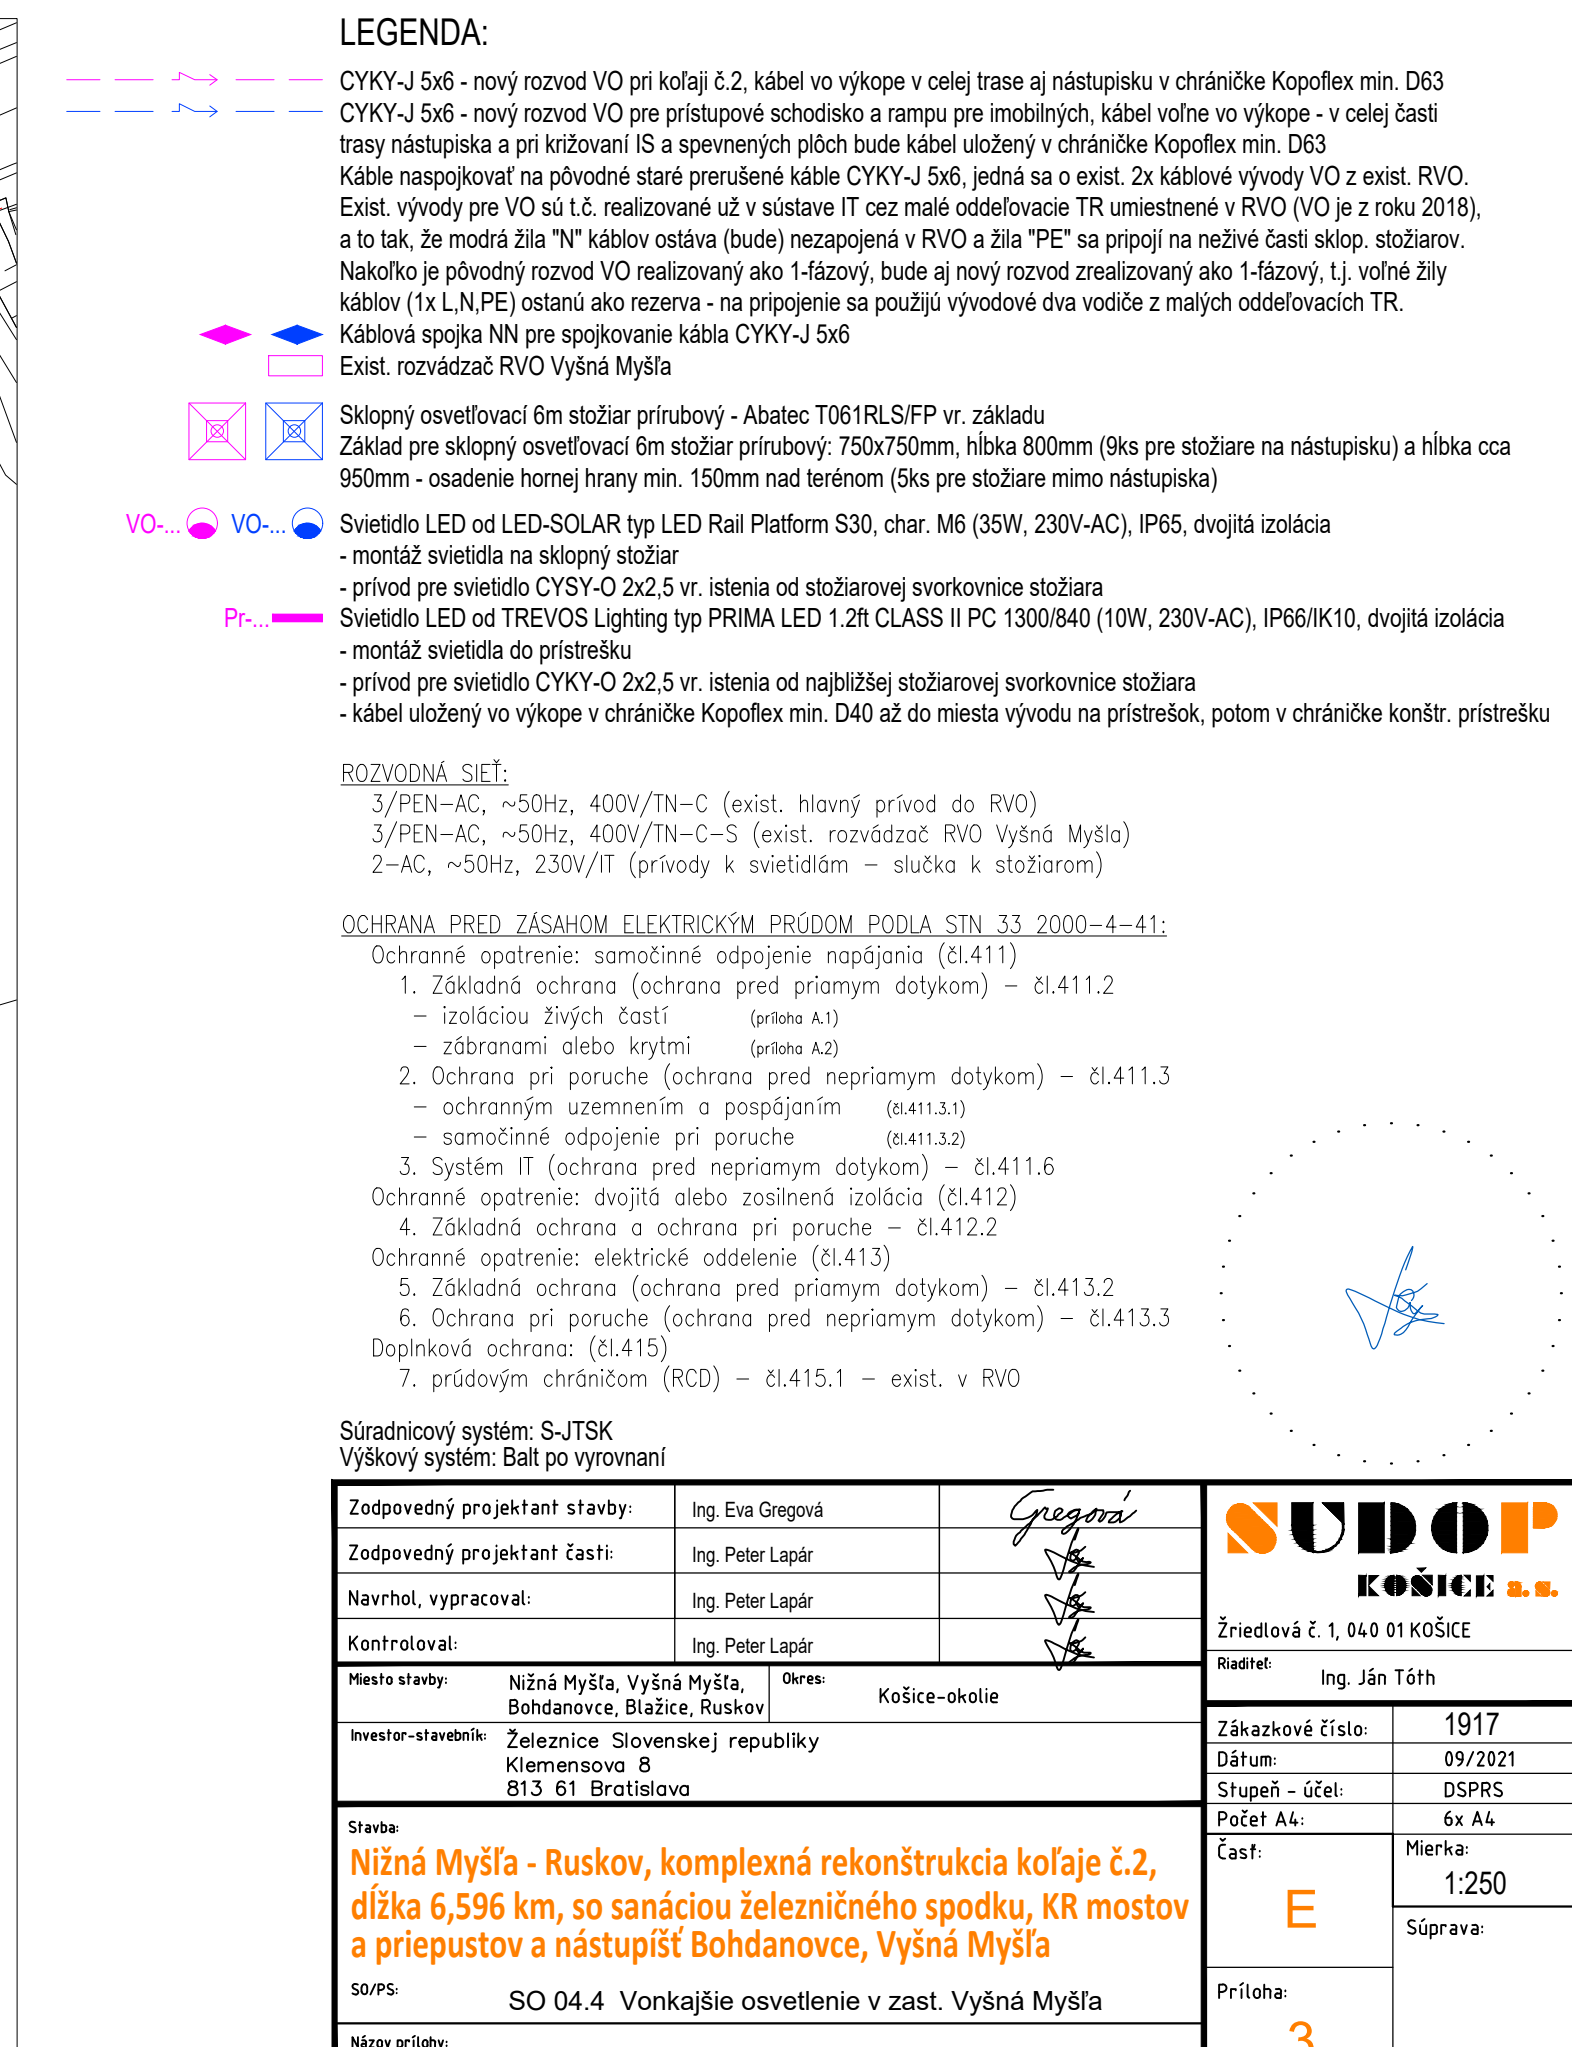 LEGENDA:
CYKY-J 5x6 - nový rozvod VO pri koľaji č.2, kábel vo výkope v celej trase aj nástupisku v chráničke Kopoflex min. D63
CYKY-J 5x6 - nový rozvod VO pre prístupové schodisko a rampu pre imobilných, kábel voľne vo výkope - v celej časti
trasy nástupiska a pri križovaní IS a spevnených plôch bude kábel uložený v chráničke Kopoflex min. D63
Káble naspojkovať na pôvodné staré prerušené káble CYKY-J 5x6, jedná sa o exist. 2x káblové vývody VO z exist. RVO.
Exist. vývody pre VO sú t.č. realizované už v sústave IT cez malé oddeľovacie TR umiestnené v RVO (VO je z roku 2018),
a to tak, že modrá žila "N" káblov ostáva (bude) nezapojená v RVO a žila "PE" sa pripojí na neživé časti sklop. stožiarov.
Nakoľko je pôvodný rozvod VO realizovaný ako 1-fázový, bude aj nový rozvod zrealizovaný ako 1-fázový, t.j. voľné žily
káblov (1x L,N,PE) ostanú ako rezerva - na pripojenie sa použijú vývodové dva vodiče z malých oddeľovacích TR.
Káblová spojka NN pre spojkovanie kábla CYKY-J 5x6
Exist. rozvádzač RVO Vyšná Myšľa
Sklopný osvetľovací 6m stožiar prírubový - Abatec T061RLS/FP vr. základu
Základ pre sklopný osvetľovací 6m stožiar prírubový: 750x750mm, hĺbka 800mm (9ks pre stožiare na nástupisku) a hĺbka cca
950mm - osadenie hornej hrany min. 150mm nad terénom (5ks pre stožiare mimo nástupiska)
VO-... VO-... Svietidlo LED od LED-SOLAR typ LED Rail Platform S30, char. M6 (35W, 230V-AC), IP65, dvojitá izolácia
- montáž svietidla na sklopný stožiar
- prívod pre svietidlo CYSY-O 2x2,5 vr. istenia od stožiarovej svorkovnice stožiara
Pr-... Svietidlo LED od TREVOS Lighting typ PRIMA LED 1.2ft CLASS II PC 1300/840 (10W, 230V-AC), IP66/IK10, dvojitá izolácia
- montáž svietidla do prístrešku
- prívod pre svietidlo CYKY-O 2x2,5 vr. istenia od najbližšej stožiarovej svorkovnice stožiara
- kábel uložený vo výkope v chráničke Kopoflex min. D40 až do miesta vývodu na prístrešok, potom v chráničke konštr. prístrešku
ROZVODNÁ SIEŤ:
3/PEN-AC, ~50Hz, 400V/TN-C (exist. hlavný prívod do RVO)
3/PEN-AC, ~50Hz, 400V/TN-C-S (exist. rozvádzač RVO Vyšná Myšla)
2-AC, ~50Hz, 230V/IT (prívody k svietidlám - slučka k stožiarom)
OCHRANA PRED ZÁSAHOM ELEKTRICKÝM PRÚDOM PODLA STN 33 2000-4-41:
Ochranné opatrenie: samočinné odpojenie napájania (čl.411)
1. Základná ochrana (ochrana pred priamym dotykom) - čl.411.2
- izoláciou živých častí (príloha A.1)
- zábranami alebo krytmi (príloha A.2)
2. Ochrana pri poruche (ochrana pred nepriamym dotykom) - čl.411.3
- ochranným uzemnením a pospájaním (čl.411.3.1)
- samočinné odpojenie pri poruche (čl.411.3.2)
3. Systém IT (ochrana pred nepriamym dotykom) - čl.411.6
Ochranné opatrenie: dvojitá alebo zosilnená izolácia (čl.412)
4. Základná ochrana a ochrana pri poruche - čl.412.2
Ochranné opatrenie: elektrické oddelenie (čl.413)
5. Základná ochrana (ochrana pred priamym dotykom) - čl.413.2
6. Ochrana pri poruche (ochrana pred nepriamym dotykom) - čl.413.3
Doplnková ochrana: (čl.415)
7. prúdovým chráničom (RCD) - čl.415.1 - exist. v RVO
Súradnicový systém: S-JTSK
Výškový systém: Balt po vyrovnaní
Zodpovedný projektant stavby: Ing. Eva Gregová Gregová
Zodpovedný projektant časti: Ing. Peter Lapár
Navrhol, vypracoval: Ing. Peter Lapár
Kontroloval: Ing. Peter Lapár
SUDOP
KOŠICE a.s.
Žriedlová č. 1, 040 01 KOŠICE
Riaditeľ: Ing. Ján Tóth
Miesto stavby: Nižná Myšľa, Vyšná Myšľa,
Bohdanovce, Blažice, Ruskov
Okres: Košice-okolie
Investor-stavebník: Železnice Slovenskej republiky
Klemensova 8
813 61 Bratislava
Zákazkové číslo: 1917
Dátum: 09/2021
Stupeň - účel: DSPRS
Počet A4: 6x A4
Stavba:
Nižná Myšľa - Ruskov, komplexná rekonštrukcia koľaje č.2,
dĺžka 6,596 km, so sanáciou železničného spodku, KR mostov
a priepustov a nástupíšť Bohdanovce, Vyšná Myšľa
Časť: E
Mierka: 1:250
Súprava:
SO/PS: SO 04.4 Vonkajšie osvetlenie v zast. Vyšná Myšľa
Príloha: 3
Názov prílohy: